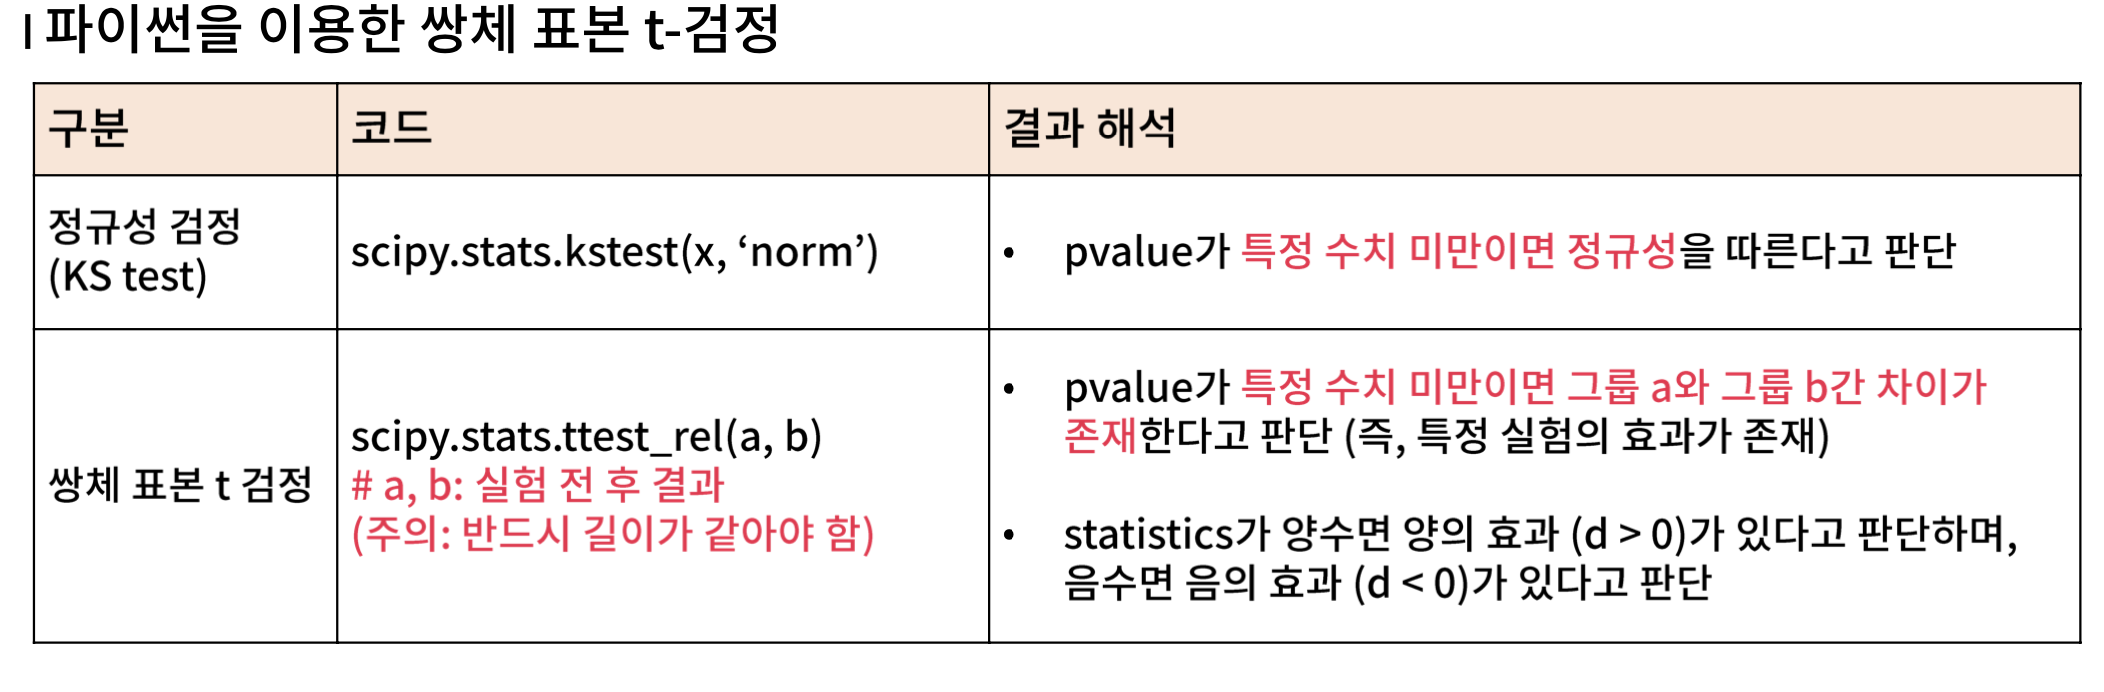 | 파이썬을 이용한 쌍체 표본 t-검정
구분
코드
결과 해석
정규성 검정
(KS test)
scipy.stats.kstest(x, ‘norm’)
• pvalue가 특정 수치 미만이면 정규성을 따른다고 판단
쌍체 표본 t 검정
scipy.stats.ttest_rel(a, b)
# a, b: 실험 전 후 결과
(주의: 반드시 길이가 같아야 함)
• pvalue가 특정 수치 미만이면 그룹 a와 그룹 b간 차이가
존재한다고 판단 (즉, 특정 실험의 효과가 존재)
• statistics가 양수면 양의 효과 (d > 0)가 있다고 판단하며,
음수면 음의 효과 (d < 0)가 있다고 판단